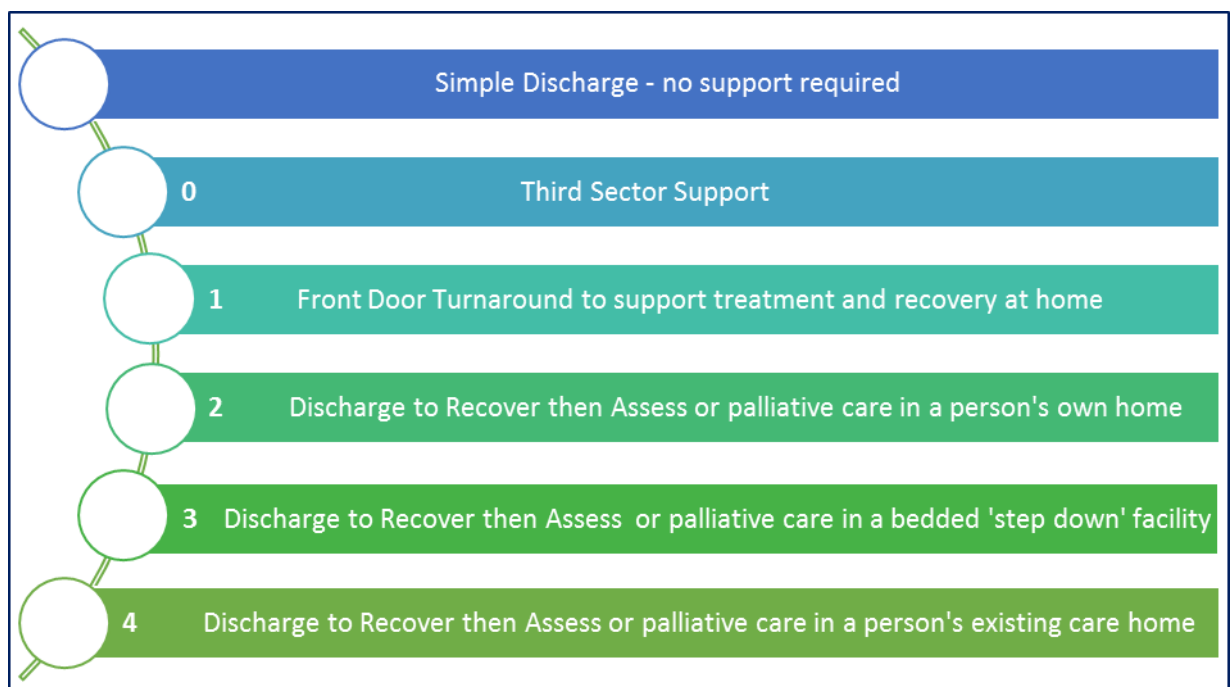 Simple Discharge - no support required
0 Third Sector Support
1 Front Door Turnaround to support treatment and recovery at home
2 Discharge to Recover then Assess or palliative care in a person's own home
3 Discharge to Recover then Assess or palliative care in a bedded 'step down' facility
4 Discharge to Recover then Assess or palliative care in a person's existing care home